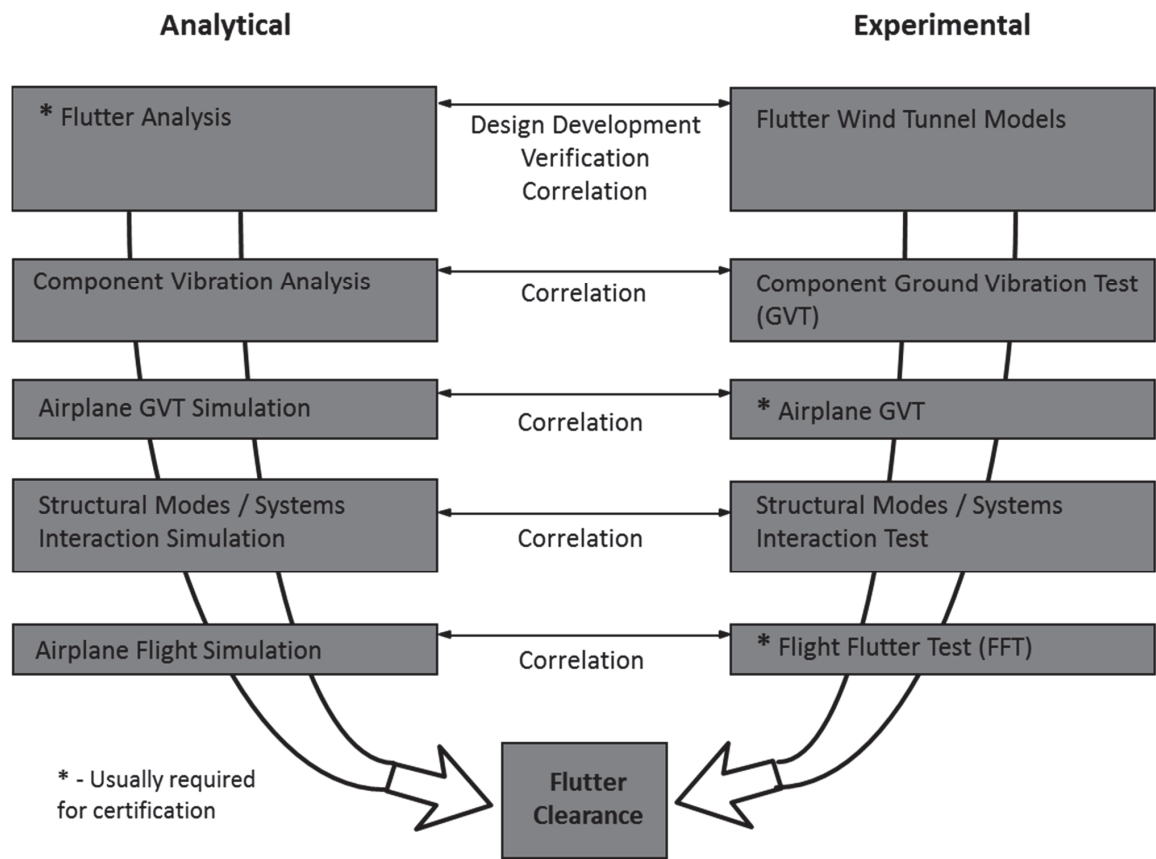 Analytical
Experimental
* Flutter Analysis
Design Development
Verification
Correlation
Flutter Wind Tunnel Models
Component Vibration Analysis
Correlation
Component Ground Vibration Test
(GVT)
Airplane GVT Simulation
Correlation
* Airplane GVT
Structural Modes / Systems
Interaction Simulation
Correlation
Structural Modes / Systems
Interaction Test
Airplane Flight Simulation
Correlation
* Flight Flutter Test (FFT)
* - Usually required
for certification
Flutter
Clearance